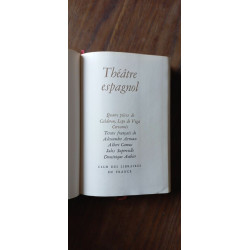 Théâtre
espagnol
Quatre pièces de
Calderon, Lope de Vega
Cervantes
Textes français de
Alexandre Arnoux
Albert Camus
Jules Supervielle
Dominique Aubier
CLUB DES LIBRAIRES
DE FRANCE